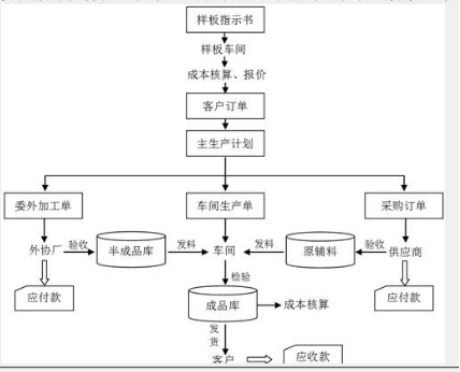 样板指示书
样板车间
成本核算、报价
客户订单
主生产计划
委外加工单
车间生产单
采购订单
外协厂
验收
半成品库
发料
车间
发料
原辅料
验收
供应商
应付款
检验
应付款
成品库
成本核算
发
货
客户
应收款